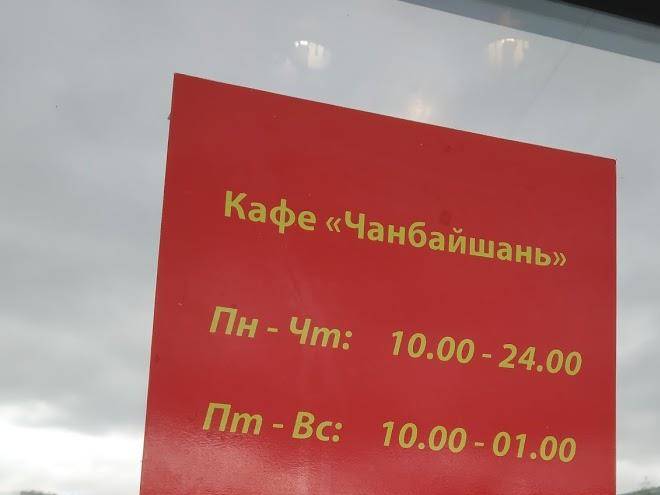 Кафе «Чанбайшань»
Пн - Чт: 10.00 - 24.00
Пт - Вс: 10.00 - 01.00